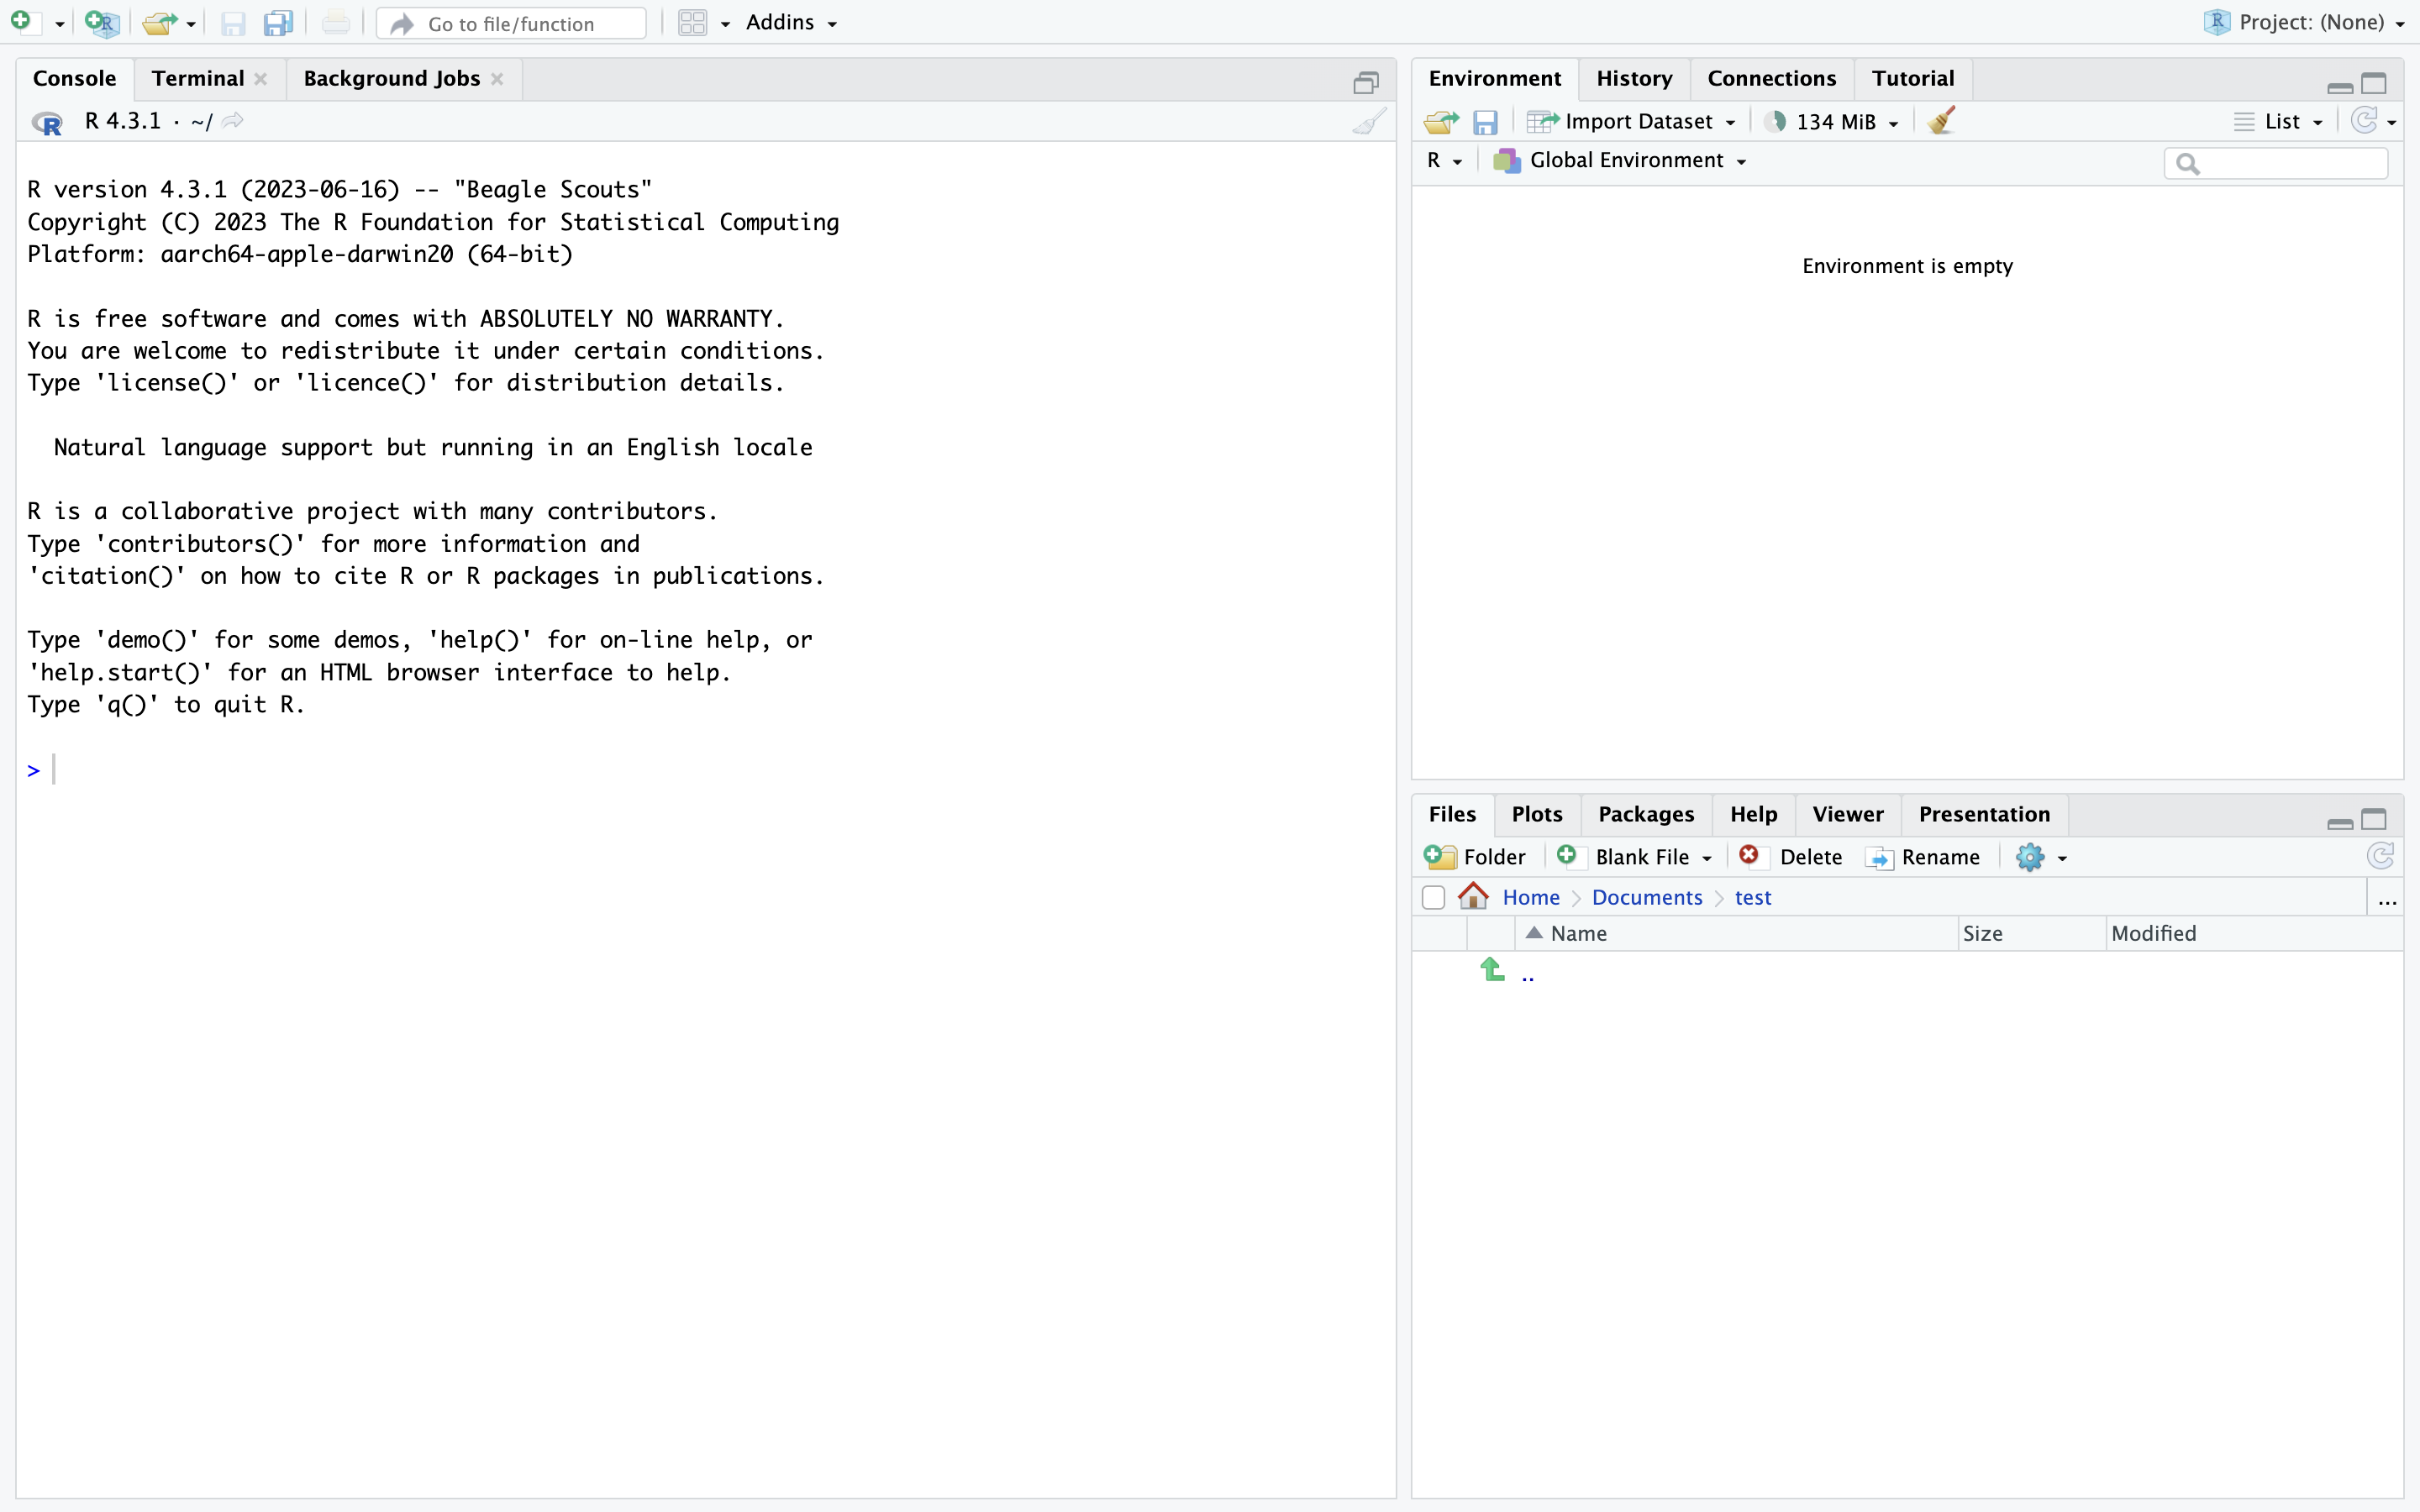 Go to file/function Addins Project: (None)
Console Terminal Background Jobs
R 4.3.1 · ~/
R version 4.3.1 (2023-06-16) -- "Beagle Scouts"
Copyright (C) 2023 The R Foundation for Statistical Computing
Platform: aarch64-apple-darwin20 (64-bit)
R is free software and comes with ABSOLUTELY NO WARRANTY.
You are welcome to redistribute it under certain conditions.
Type 'license()' or 'licence()' for distribution details.
Natural language support but running in an English locale
R is a collaborative project with many contributors.
Type 'contributors()' for more information and
'citation()' on how to cite R or R packages in publications.
Type 'demo()' for some demos, 'help()' for on-line help, or
'help.start()' for an HTML browser interface to help.
Type 'q()' to quit R.
>
Environment History Connections Tutorial
Import Dataset 134 MiB List
R Global Environment
Environment is empty
Files Plots Packages Help Viewer Presentation
Folder Blank File Delete Rename
Home Documents test ...
Name Size Modified
..